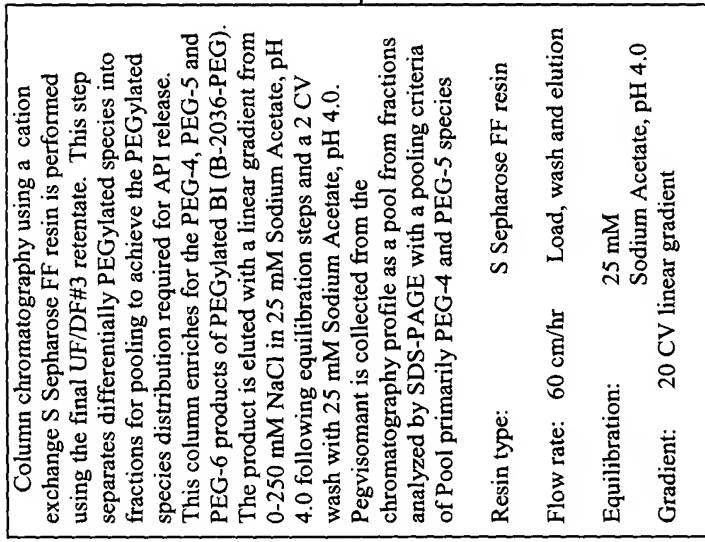 Column chromatography using a cation
exchange S Sepharose FF resin is performed
using the final UF/DF#3 retentate. This step
separates differentially PEGylated species into
fractions for pooling to achieve the PEGylated
species distribution required for API release.
This column enriches for the PEG-4, PEG-5 and
PEG-6 products of PEGylated BI (B-2036-PEG).
The product is eluted with a linear gradient from
0-250 mM NaCl in 25 mM Sodium Acetate, pH
4.0 following equilibration steps and a 2 CV
wash with 25 mM Sodium Acetate, pH 4.0.
Pegvisomant is collected from the
chromatography profile as a pool from fractions
analyzed by SDS-PAGE with a pooling criteria
of Pool primarily PEG-4 and PEG-5 species
Resin type: S Sepharose FF resin
Flow rate: 60 cm/hr Load, wash and elution
Equilibration: 25 mM
Sodium Acetate, pH 4.0
Gradient: 20 CV linear gradient